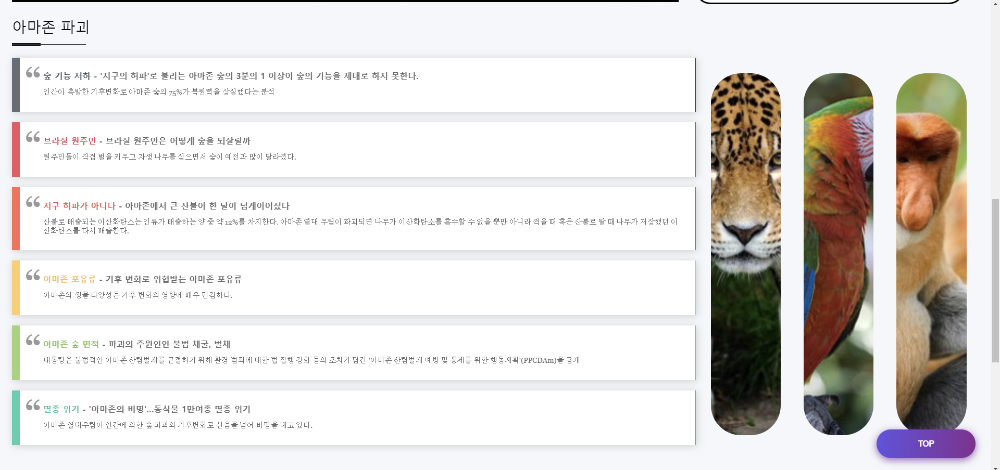 아마존 파괴
숲 기능 저하 - '지구의 허파'로 불리는 아마존 숲의 3분의 1 이상이 숲의 기능을 제대로 하지 못한다.
인간이 촉발한 기후변화로 아마존 숲의 75%가 복원력을 상실했다는 분석
브라질 원주민 - 브라질 원주민은 어떻게 숲을 되살릴까
원주민들이 직접 벌을 키우고 자생 나무를 심으면서 숲이 예전과 많이 달라졌다.
지구 허파가 아니다 - 아마존에서 큰 산불이 한 달이 넘게이어졌다
산불로 배출되는 이산화탄소는 인류가 배출하는 양 중 약 12%를 차지한다. 아마존 열대 우림이 파괴되면 나무가 이산화탄소를 흡수할 수 없을 뿐만 아니라 썩을 때 혹은 산불로 탈 때 나무가 저장했던 이
산화탄소를 다시 배출한다.
아마존 포유류 - 기후 변화로 위협받는 아마존 포유류
아마존의 생물 다양성은 기후 변화의 영향에 매우 민감하다.
아마존 숲 면적 - 파괴의 주원인인 불법 채굴, 벌채
대통령은 불법적인 아마존 산림벌채를 근절하기 위해 환경 범죄에 대한 법 집행 강화 등의 조치가 담긴 '아마존 산림벌채 예방 및 통제를 위한 행동계획'(PPCDAm)을 공개
멸종 위기 - '아마존의 비명'...동식물 1만여종 멸종 위기
아마존 열대우림이 인간에 의한 숲 파괴와 기후변화로 신음을 넘어 비명을 내고 있다.
TOP